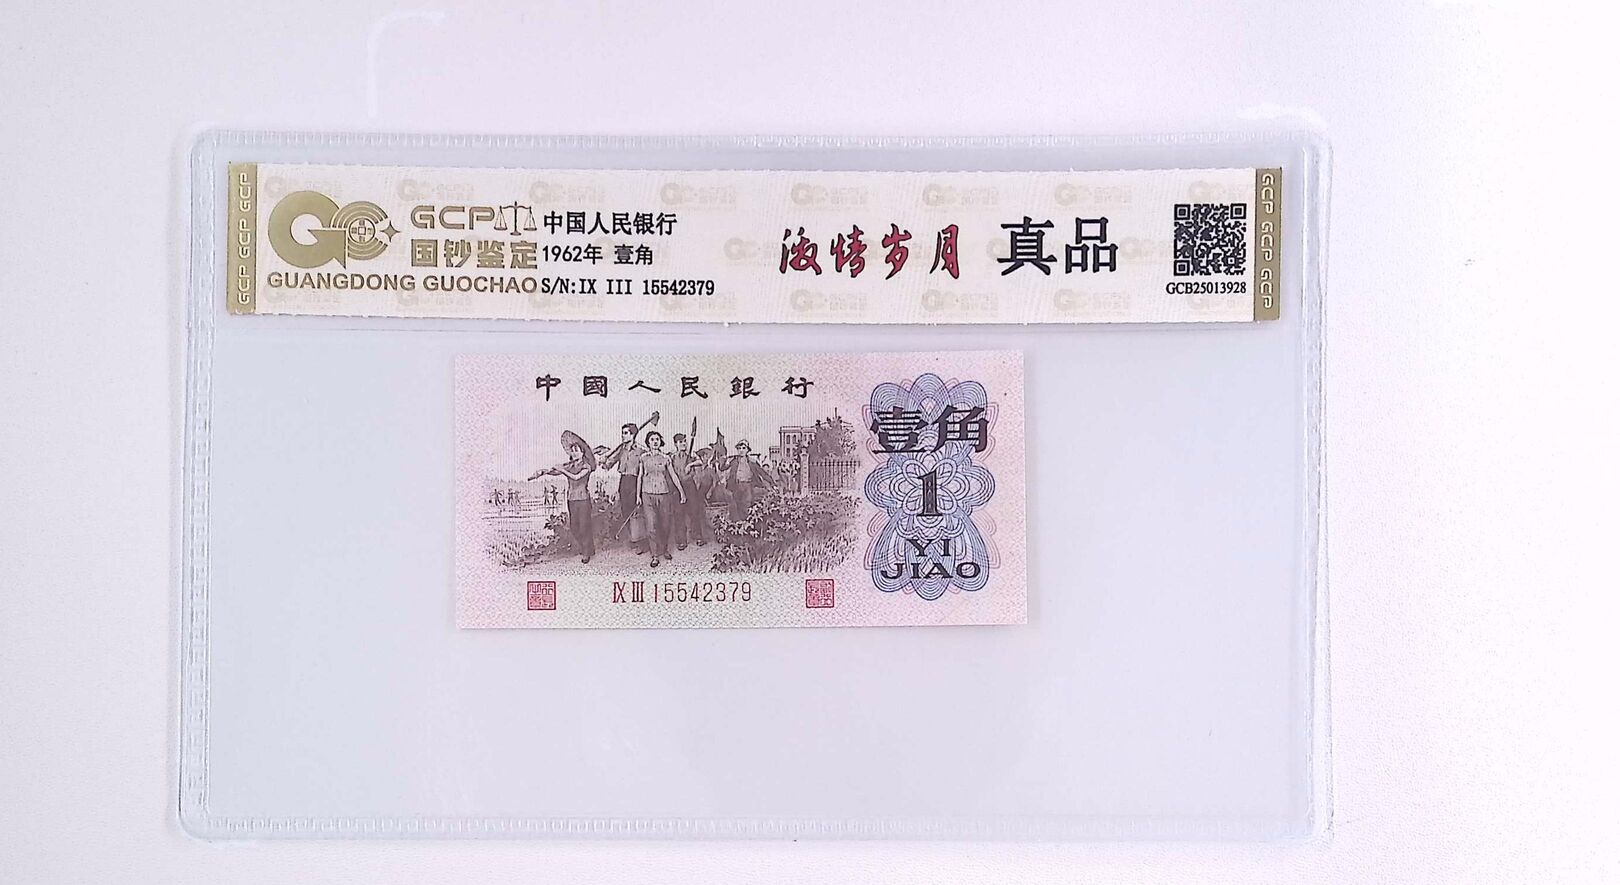 GCP GCP GCP
GCP
国钞鉴定
GUANGDONG GUOCHAO
中国人民银行
1962年 壹角
S/N:IX III 15542379
激情岁月
真品
GCB25013928
GCP GCP GCP
中國人民銀行
壹角
1
YI
JIAO
IX III 15542379